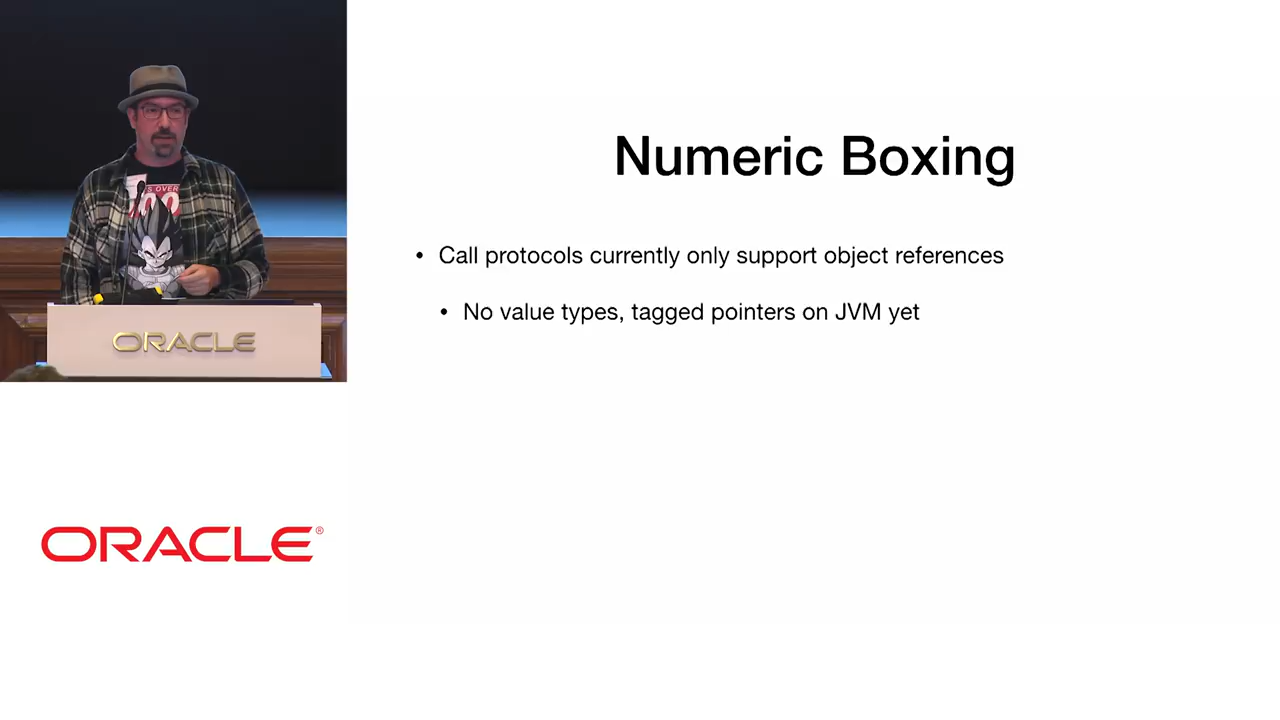 Numeric Boxing
• Call protocols currently only support object references
• No value types, tagged pointers on JVM yet
S OVER
ORACLE
ORACLE®